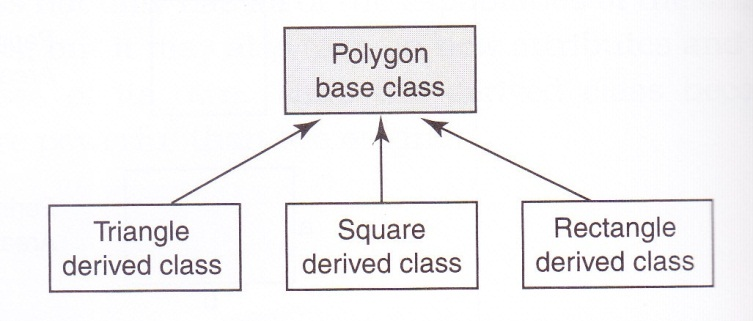 Polygon
base class
Triangle
derived class
Square
derived class
Rectangle
derived class